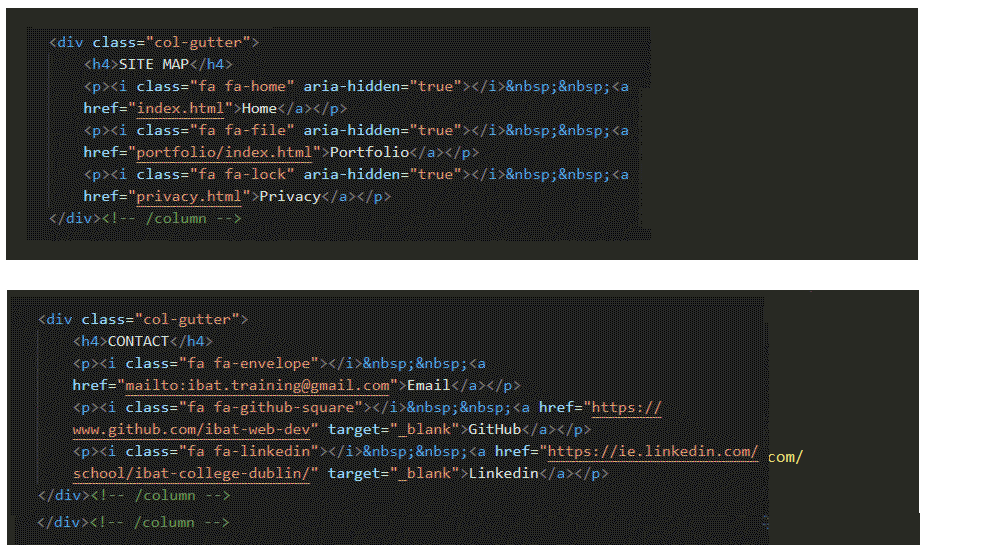 <div class="col-gutter">
<h4>SITE MAP</h4>
<p><i class="fa fa-home" aria-hidden="true"></i>&nbsp;&nbsp;<a
href="index.html">Home</a></p>
<p><i class="fa fa-file" aria-hidden="true"></i>&nbsp;&nbsp;<a
href="portfolio/index.html">Portfolio</a></p>
<p><i class="fa fa-lock" aria-hidden="true"></i>&nbsp;&nbsp;<a
href="privacy.html">Privacy</a></p>
</div><!-- /column -->
<div class="col-gutter">
<h4>CONTACT</h4>
<p><i class="fa fa-envelope"></i>&nbsp;&nbsp;<a
href="mailto:ibat.training@gmail.com">Email</a></p>
<p><i class="fa fa-github-square"></i>&nbsp;&nbsp;<a href="https://
www.github.com/ibat-web-dev" target="_blank">GitHub</a></p>
<p><i class="fa fa-linkedin"></i>&nbsp;&nbsp;<a href="https://ie.linkedin.com/ com/
school/ibat-college-dublin/" target="_blank">Linkedin</a></p>
</div><!-- /column -->
</div><!-- /column -->